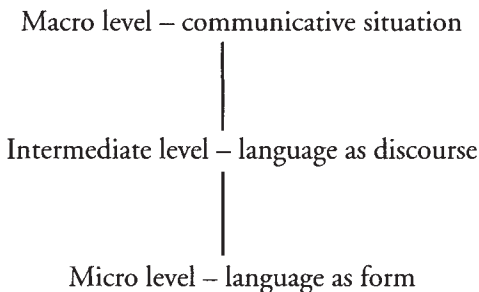 Macro level – communicative situation
Intermediate level – language as discourse
Micro level – language as form